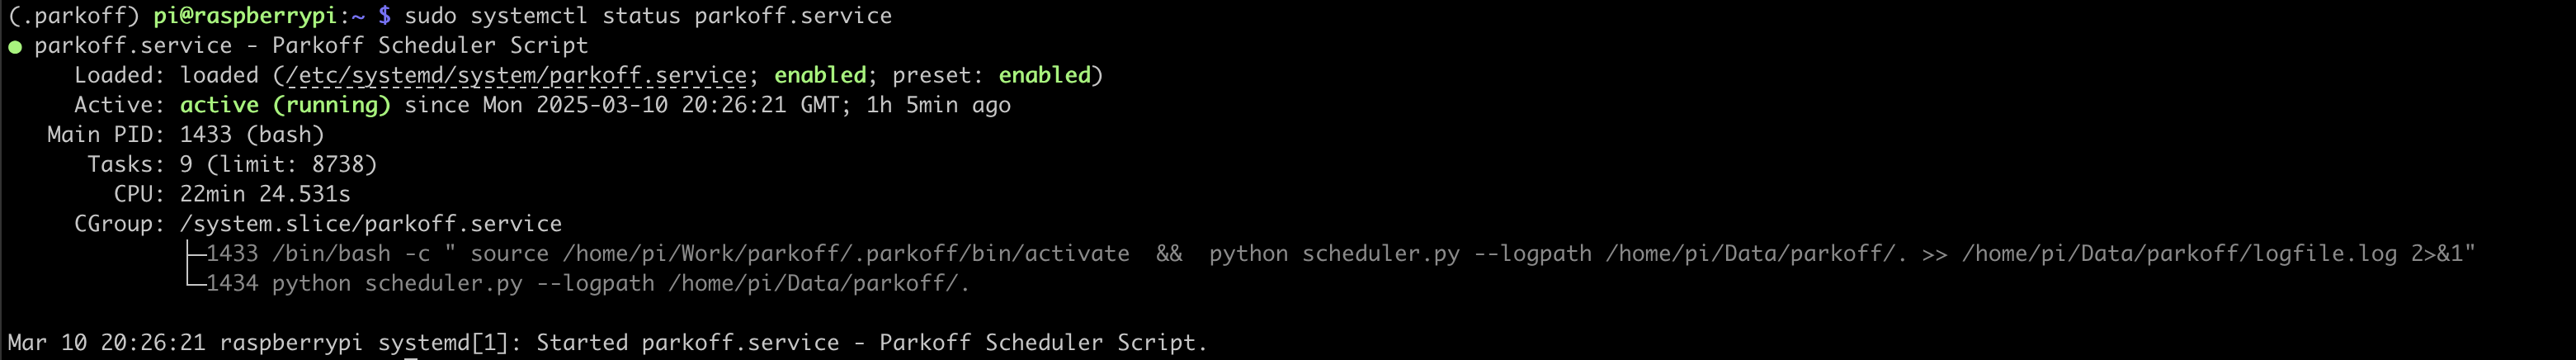 (.parkoff) pi@raspberrypi:~ $ sudo systemctl status parkoff.service
● parkoff.service - Parkoff Scheduler Script
     Loaded: loaded (/etc/systemd/system/parkoff.service; enabled; preset: enabled)
     Active: active (running) since Mon 2025-03-10 20:26:21 GMT; 1h 5min ago
   Main PID: 1433 (bash)
      Tasks: 9 (limit: 8738)
        CPU: 22min 24.531s
     CGroup: /system.slice/parkoff.service
             ├─1433 /bin/bash -c " source /home/pi/Work/parkoff/.parkoff/bin/activate  &&  python scheduler.py --logpath /home/pi/Data/parkoff/. >> /home/pi/Data/parkoff/logfile.log 2>&1"
             └─1434 python scheduler.py --logpath /home/pi/Data/parkoff/.
Mar 10 20:26:21 raspberrypi systemd[1]: Started parkoff.service - Parkoff Scheduler Script.